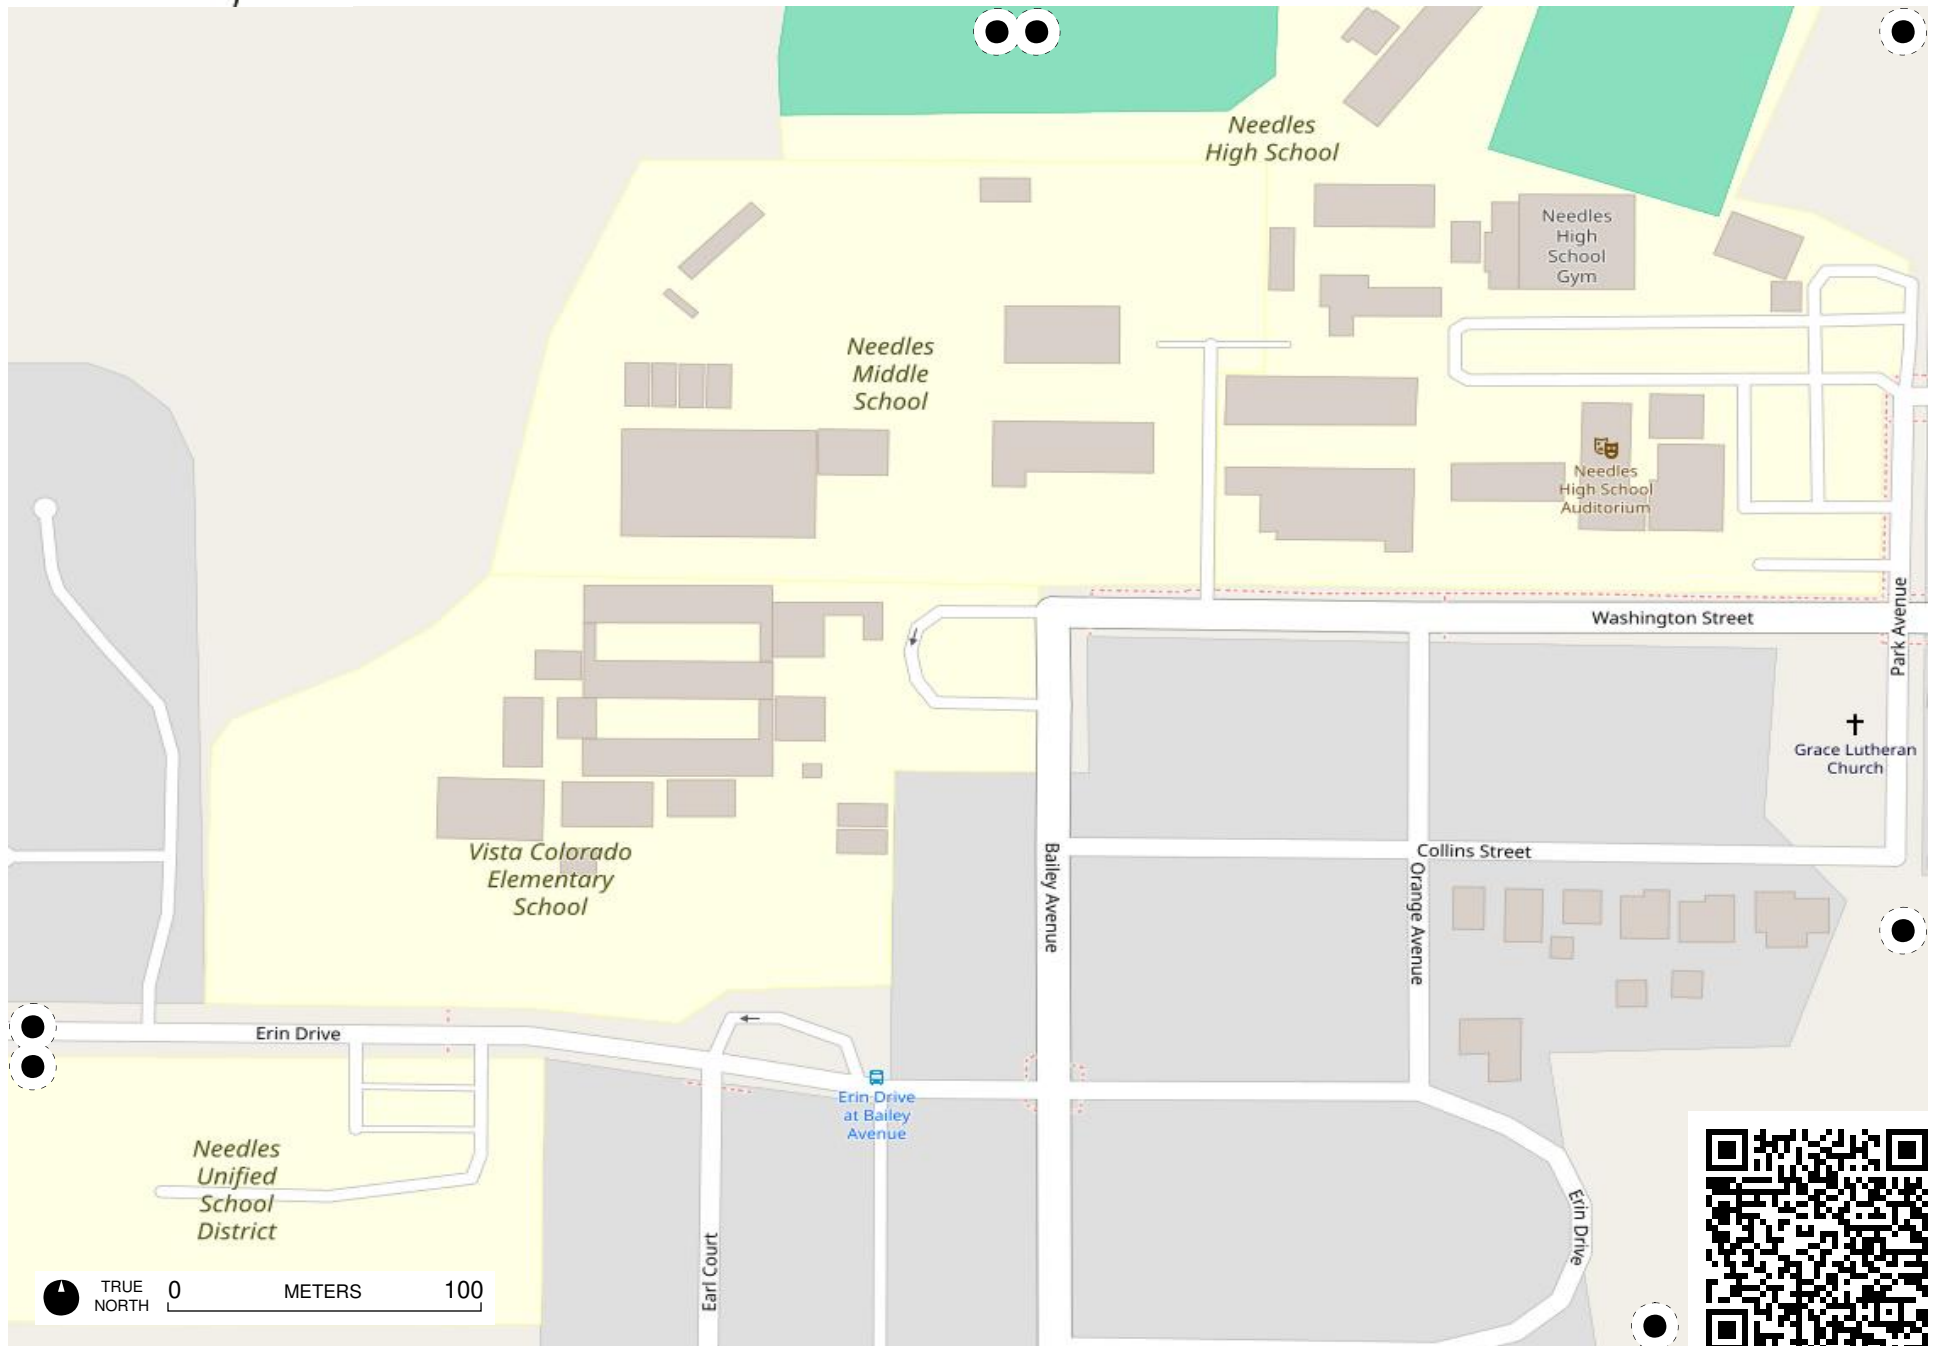 Needles
High School
Needles
High
School
Gym
Needles
Middle
School
Needles
High School
Auditorium
Washington Street
Park Avenue
Grace Lutheran
Church
Collins Street
Vista Colorado
Elementary
School
Bailey Avenue
Orange Avenue
Erin Drive
Erin Drive
at Bailey
Avenue
Needles
Unified
School
District
Erin Drive
Earl Court
TRUE
NORTH
0 METERS 100